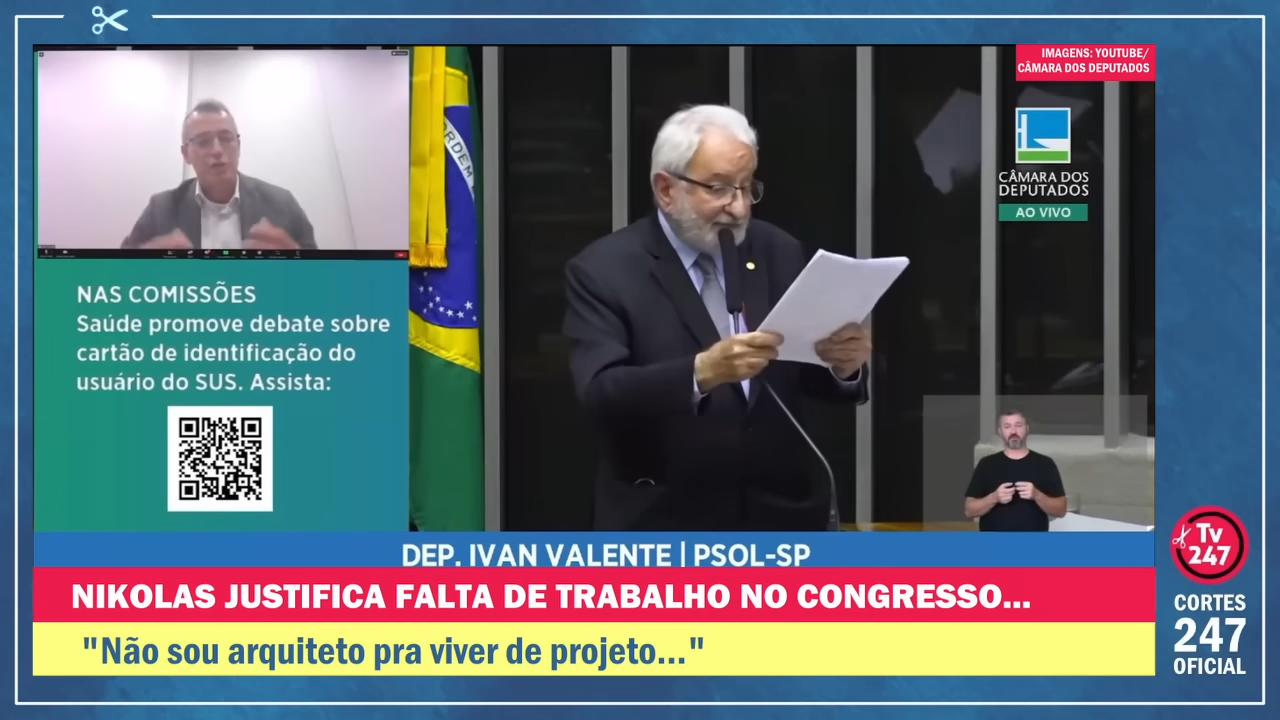 IMAGENS: YOUTUBE/
CÂMARA DOS DEPUTADOS
CÂMARA DOS
DEPUTADOS
AO VIVO
ORDEM
NAS COMISSÕES
Saúde promove debate sobre
cartão de identificação do
usuário do SUS. Assista:
DEP. IVAN VALENTE | PSOL-SP
NIKOLAS JUSTIFICA FALTA DE TRABALHO NO CONGRESSO...
"Não sou arquiteto pra viver de projeto..."
Tv
247
CORTES
247
OFICIAL